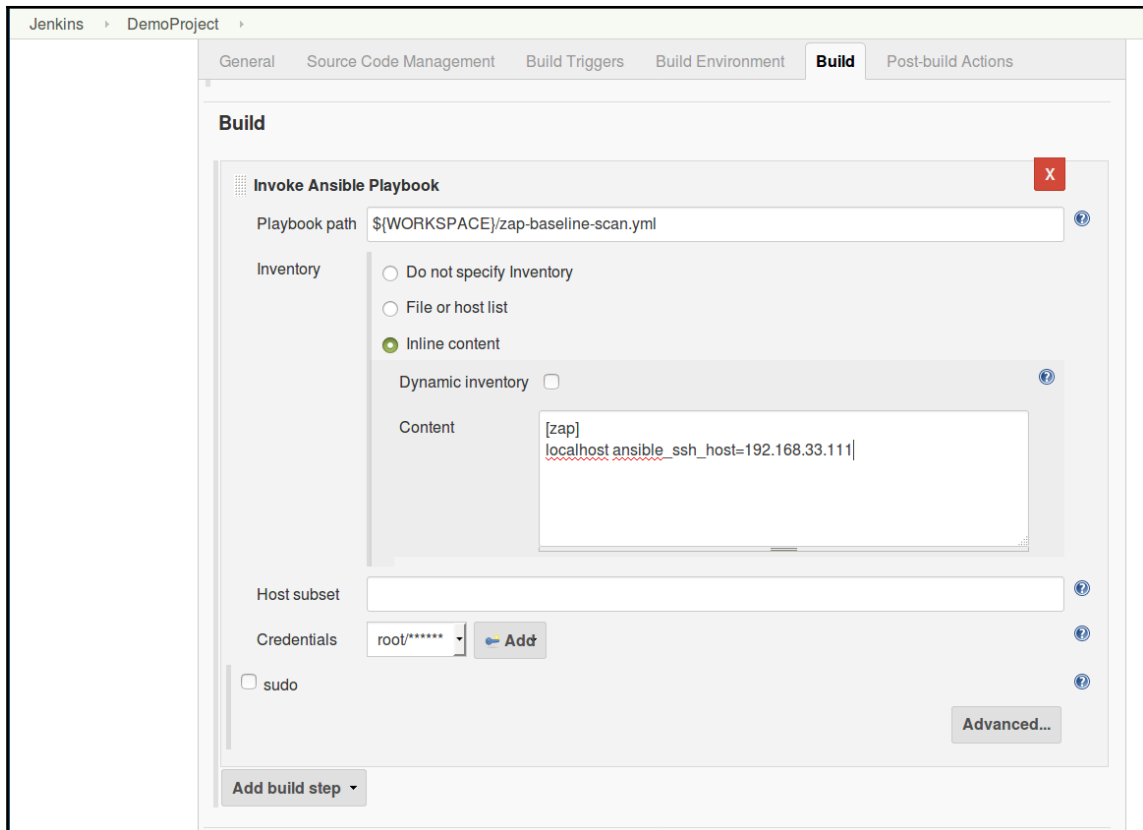 Jenkins DemoProject
General Source Code Management Build Triggers Build Environment Build Post-build Actions
Build
Invoke Ansible Playbook X
Playbook path ${WORKSPACE}/zap-baseline-scan.yml ?
Inventory Do not specify Inventory
File or host list
Inline content
Dynamic inventory ?
Content [zap]
localhost ansible_ssh_host=192.168.33.111
Host subset ?
Credentials root/****** Add ?
sudo ?
Advanced...
Add build step